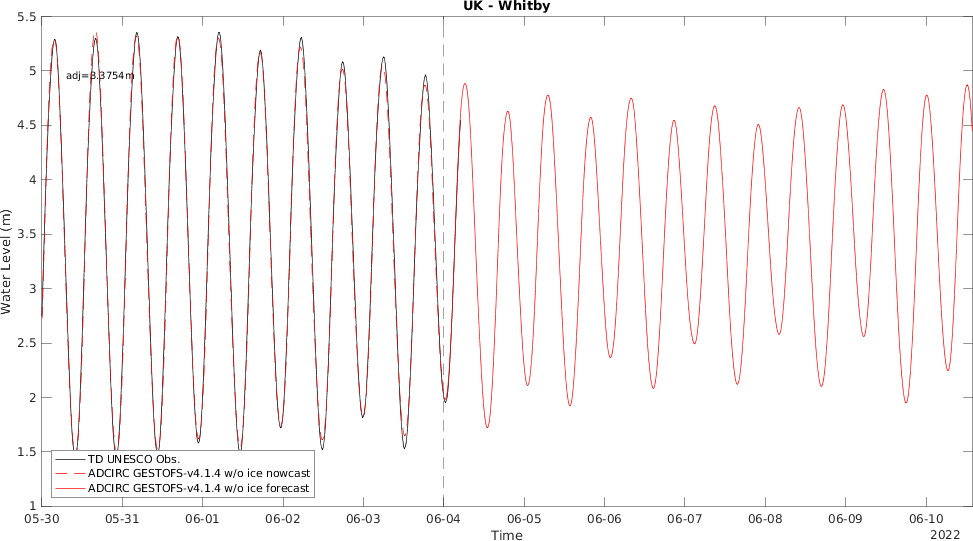 UK - Whitby
5.5
5
4.5
4
3.5
3
2.5
2
1.5
1
Water Level (m)
adj=3.3754m
TD UNESCO Obs.
ADCIRC GESTOFS-v4.1.4 w/o ice nowcast
ADCIRC GESTOFS-v4.1.4 w/o ice forecast
05-30 05-31 06-01 06-02 06-03 06-04 06-05 06-06 06-07 06-08 06-09 06-10
Time
2022